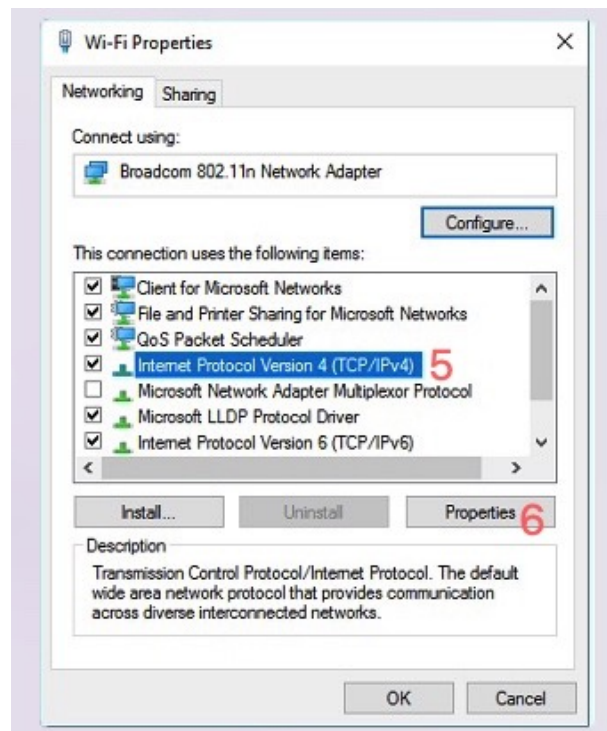 Wi-Fi Properties
Networking Sharing
Connect using:
Broadcom 802.11n Network Adapter
Configure...
This connection uses the following items:
Client for Microsoft Networks
File and Printer Sharing for Microsoft Networks
QoS Packet Scheduler
Internet Protocol Version 4 (TCP/IPv4) 5
Microsoft Network Adapter Multiplexor Protocol
Microsoft LLDP Protocol Driver
Internet Protocol Version 6 (TCP/IPv6)
Install... Uninstall Properties 6
Description
Transmission Control Protocol/Internet Protocol. The default
wide area network protocol that provides communication
across diverse interconnected networks.
OK Cancel